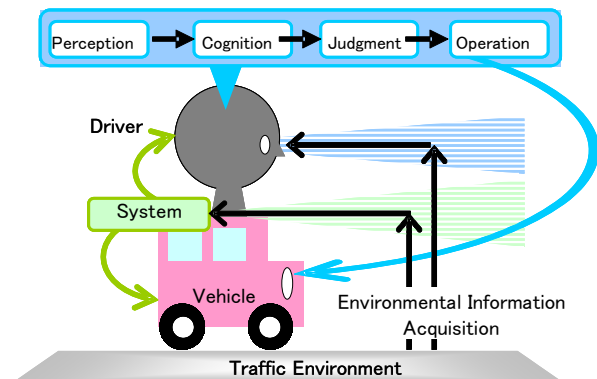 Perception
Cognition
Judgment
Operation
Driver
System
Vehicle
Environmental Information
Acquisition
Traffic Environment